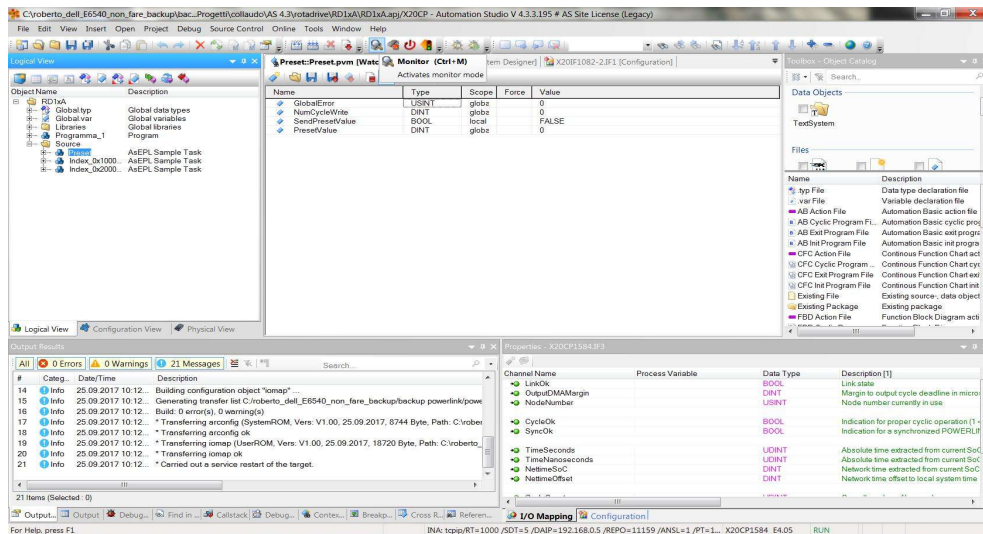 C:\roberto_dell_E6540_non_fare_backup\bac...Progetti\collaudo\AS 4.3\rotadrive\RD1xA\RD1xA.apj/X20CP - Automation Studio V 4.3.3.195 # AS Site License (Legacy)
File Edit View Insert Open Project Debug Source Control Online Tools Window Help
Logical View
Object Name Description
RD1xA
Global.typ Global data types
Global.var Global variables
Libraries Global libraries
Programma_1 Program
Source
Preset AsEPL Sample Task
Index_0x1000... AsEPL Sample Task
Index_0x2000... AsEPL Sample Task
Logical View Configuration View Physical View
Preset::Preset.pvm [Watc
Monitor (Ctrl+M)
Activates monitor mode
tem Designer] X20IF1082-2.IF1 [Configuration]
Name Type Scope Force Value
GlobalError USINT globa 0
NumCycleWrite DINT globa 0
SendPresetValue BOOL local FALSE
PresetValue DINT globa 0
Toolbox - Object Catalog
Search...
Data Objects
TextSystem
Files
Name Description
.typ File Data type declaration file
.var File Variable declaration file
AB Action File Automation Basic action file
AB Cyclic Program Fi... Automation Basic cyclic prog
AB Exit Program File Automation Basic exit progra
AB Init Program File Automation Basic init progra
CFC Action File Continous Function Chart act
CFC Cyclic Program ... Continous Function Chart cyc
CFC Exit Program File Continous Function Chart exi
CFC Init Program File Continous Function Chart init
Existing File Existing source-, data object
Existing Package Existing package
FBD Action File Function Block Diagram acti
Output Results
All 0 Errors 0 Warnings 21 Messages Search...
# Categ... Date/Time Description
14 Info 25.09.2017 10:12... Building configuration object "iomap" ...
15 Info 25.09.2017 10:12... Generating transfer list C:/roberto_dell_E6540_non_fare_backup/backup powerlink/powe
16 Info 25.09.2017 10:12... Build: 0 error(s), 0 warning(s)
17 Info 25.09.2017 10:12... * Transferring arconfig (SystemROM, Vers: V1.00, 25.09.2017, 8744 Byte, Path: C:\rober
18 Info 25.09.2017 10:12... * Transferring arconfig ok
19 Info 25.09.2017 10:12... * Transferring iomap (UserROM, Vers: V1.00, 25.09.2017, 18720 Byte, Path: C:\roberto_
20 Info 25.09.2017 10:12... * Transferring iomap ok
21 Info 25.09.2017 10:12... * Carried out a service restart of the target.
21 Items (Selected : 0)
Output... Output Debug... Find in ... Callstack Debug... Contex... Breakp... Cross R... Referen...
Properties - X20CP1584.IF3
Channel Name Process Variable Data Type Description [1]
LinkOk BOOL Link state
OutputDMAMargin DINT Margin to output cycle deadline in micro
NodeNumber USINT Node number currently in use
CycleOk BOOL Indication for proper cyclic operation (1 -
SyncOk BOOL Indication for a synchronized POWERLI
TimeSeconds UDINT Absolute time extracted from current SoC
TimeNanoseconds UDINT Absolute time extracted from current SoC
NettimeSoC DINT Network time extracted from current SoC
NettimeOffset DINT Network time offset to local system time
I/O Mapping Configuration
For Help, press F1
INA: tcpip/RT=1000 /SDT=5 /DAIP=192.168.0.5 /REPO=11159 /ANSL=1 /PT=1... X20CP1584 E4.05 RUN